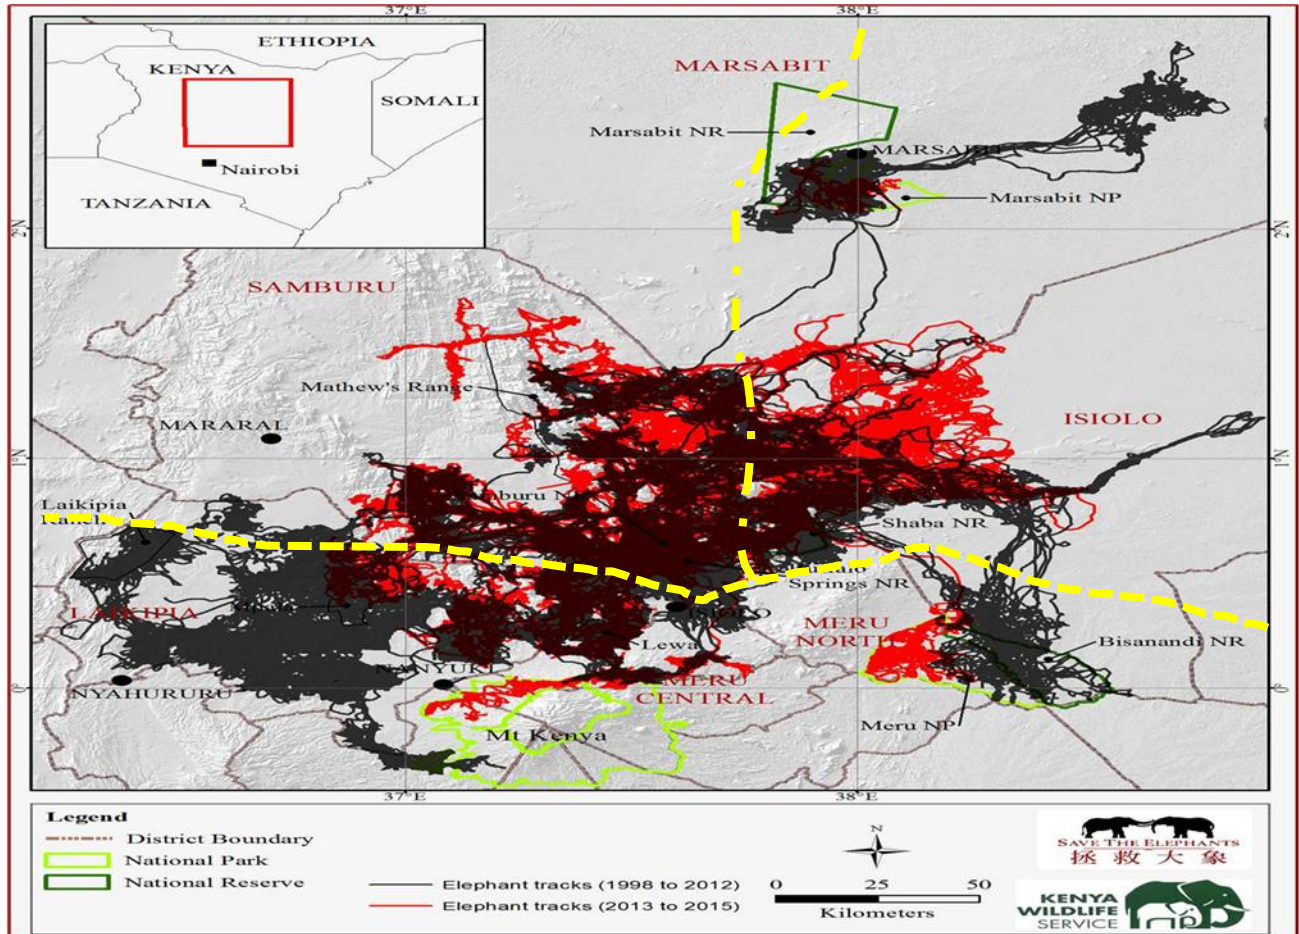 37°E
38°E
ETHIOPIA
KENYA
SOMALI
Nairobi
TANZANIA
MARSABIT
Marsabit NR
MARSABIT
Marsabit NP
2°N
2°N
SAMBURU
Mathew's Range
MARARAL
ISIOLO
1°N
1°N
Laikipia
Shaba NR
Springs NR
LAIKIPIA
ISIOLO
MERU
NORTH
Lewa
Bisanandi NR
NANYUKI
MERU
CENTRAL
NYAHURURU
0°
0°
Meru NP
Mt Kenya
37°E
38°E
Legend
District Boundary
National Park
National Reserve
Elephant tracks (1998 to 2012)
Elephant tracks (2013 to 2015)
N
0 25 50
Kilometers
SAVE THE ELEPHANTS
拯救大象
KENYA
WILDLIFE
SERVICE